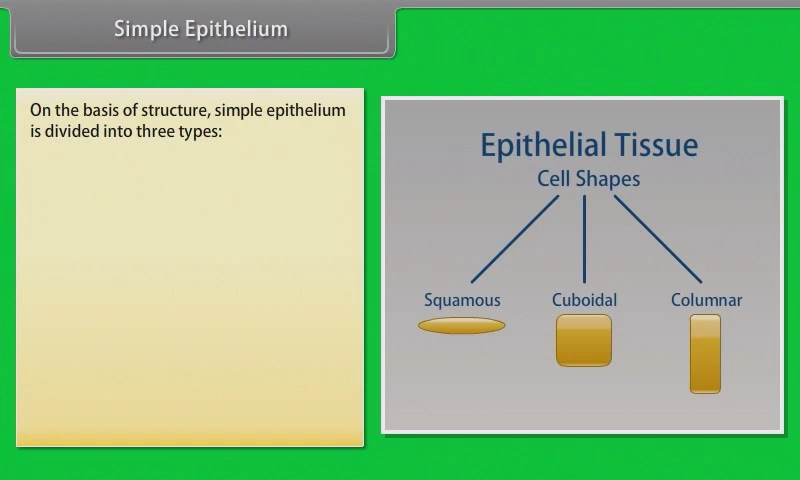 Simple Epithelium
On the basis of structure, simple epithelium
is divided into three types:
Epithelial Tissue
Cell Shapes
Squamous
Cuboidal
Columnar